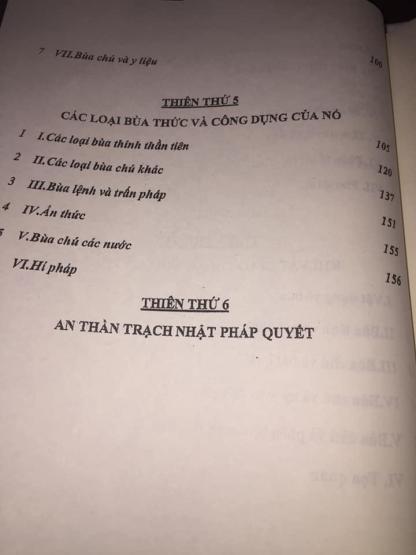 7 VII.Bùa chú và y liệu 100
THIÊN THỨ 5
CÁC LOẠI BÙA THỨC VÀ CÔNG DỤNG CỦA NÓ
1 I.Các loại bùa thỉnh thần tiên 105
2 II.Các loại bùa chú khác 120
3 III.Bùa lệnh và trấn pháp 137
4 IV.Ấn thức 151
5 V.Bùa chú các nước 155
VI.Hí pháp 156
THIÊN THỨ 6
AN THẦN TRẠCH NHẬT PHÁP QUYẾT